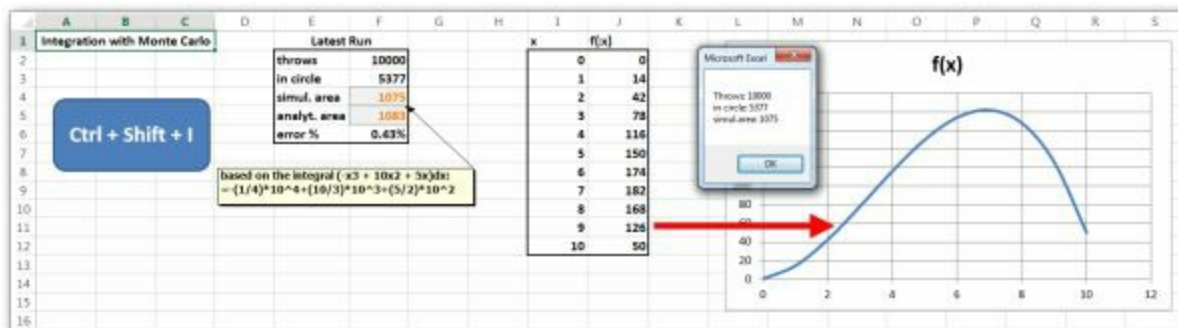 A B C D E F G H I J K L M N O P Q R S
1 Integration with Monte Carlo Latest Run x f(x)
2 throws 10000 0 0
3 in circle 5377 1 14
4 simul. area 1075 2 42
5 analyt. area 1083 3 78
6 error % 0.43% 4 116
7 5 150
8 6 174
9 7 182
10 8 168
11 9 126
12 10 50
13
14
15
16
Ctrl + Shift + I
based on the integral (-x3 + 10x2 + 5x)dx:
=-(1/4)*10^4+(10/3)*10^3+(5/2)*10^2
Microsoft Excel
Throws 10000
in circle 5377
simul.area 1075
OK
f(x)
80
60
40
20
0
0 2 4 6 8 10 12